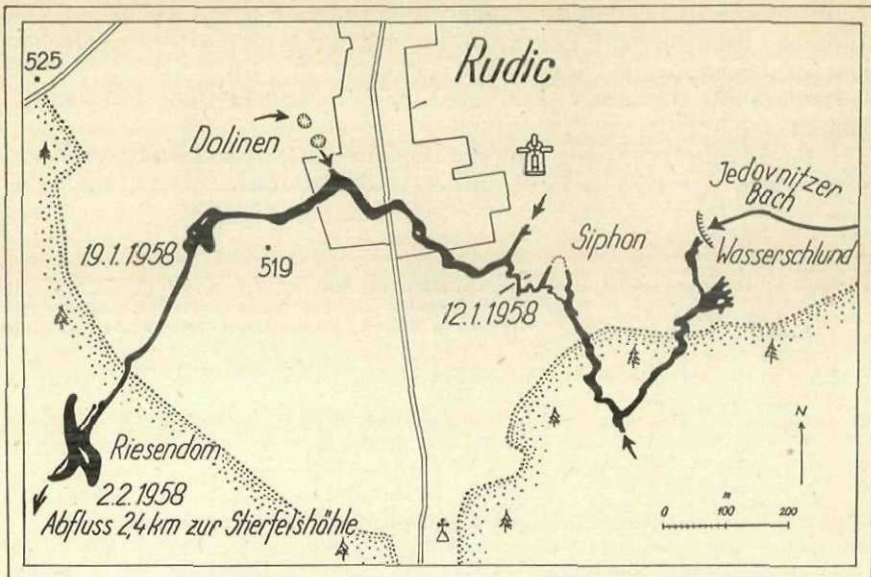 525
Rudic
Dolinen
Jedovnitzer
Bach
Siphon
Wasserschlund
19.1.1958
519
12.1.1958
Riesendom
2.2.1958
Abfluss 2,4 km zur Stierfelshöhle
N
m
0 100 200